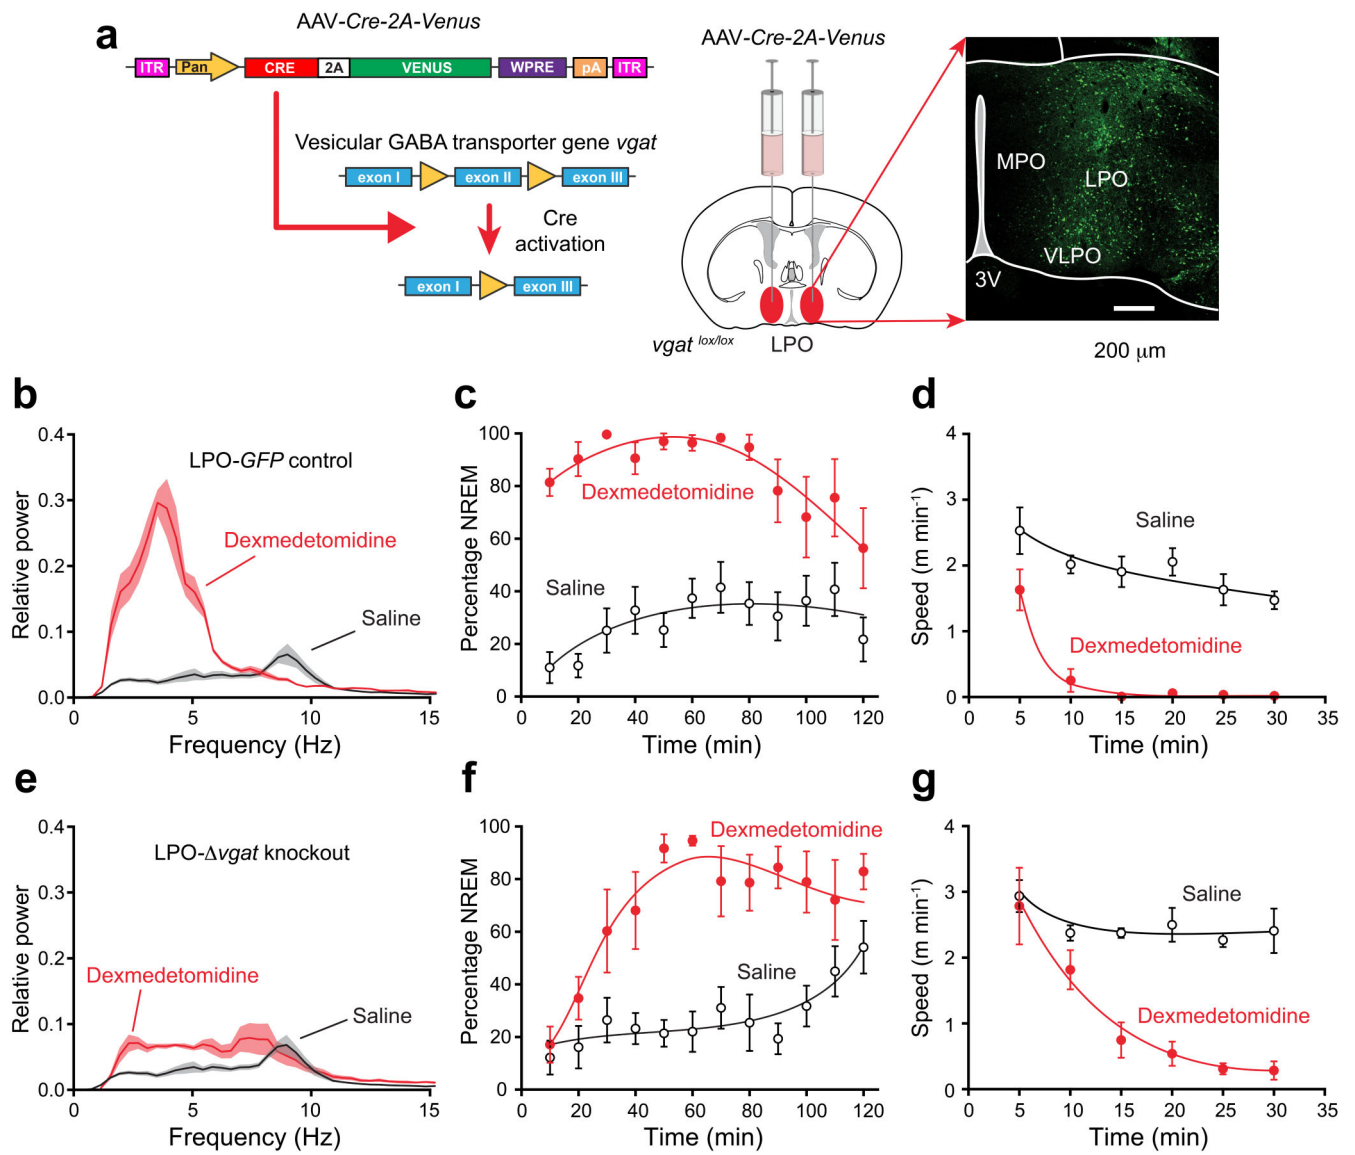 a
AAV-Cre-2A-Venus
ITR Pan CRE 2A VENUS WPRE pA ITR
Vesicular GABA transporter gene vgat
exon I exon II exon III
Cre
activation
exon I exon III
AAV-Cre-2A-Venus
vgat lox/lox LPO
MPO
LPO
VLPO
3V
200 μm
b
LPO-GFP control
Dexmedetomidine
Saline
Relative power
0.4
0.3
0.2
0.1
0.0
0 5 10 15
Frequency (Hz)
c
Dexmedetomidine
Saline
Percentage NREM
100
80
60
40
20
0
0 20 40 60 80 100 120
Time (min)
d
Saline
Dexmedetomidine
Speed (m min-1)
4
3
2
1
0
0 5 10 15 20 25 30 35
Time (min)
e
LPO-Δvgat knockout
Dexmedetomidine
Saline
Relative power
0.4
0.3
0.2
0.1
0.0
0 5 10 15
Frequency (Hz)
f
Dexmedetomidine
Saline
Percentage NREM
100
80
60
40
20
0
0 20 40 60 80 100 120
Time (min)
g
Saline
Dexmedetomidine
Speed (m min-1)
4
3
2
1
0
0 5 10 15 20 25 30 35
Time (min)